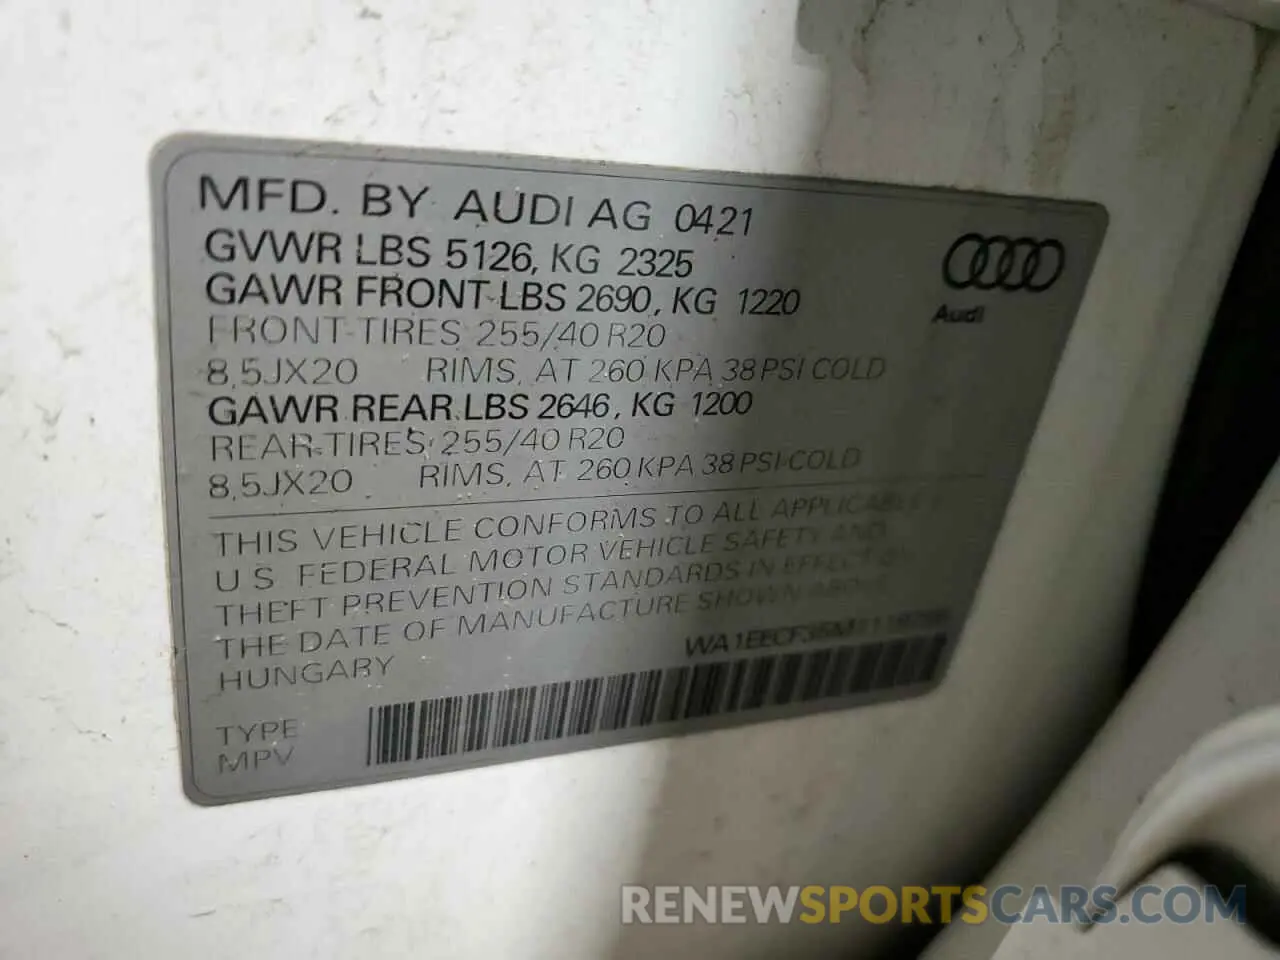 MFD. BY AUDI AG 0421
GVWR LBS 5126, KG 2325
GAWR FRONT LBS 2690, KG 1220
FRONT TIRES 255/40 R20
8,5JX20 RIMS, AT 260 KPA 38 PSI COLD
GAWR REAR LBS 2646, KG 1200
REAR TIRES 255/40 R20
8,5JX20 RIMS, AT 260 KPA 38 PSI COLD
Audi
THIS VEHICLE CONFORMS TO ALL APPLICABLE
U.S. FEDERAL MOTOR VEHICLE SAFETY AND
THEFT PREVENTION STANDARDS IN EFFECT ON
THE DATE OF MANUFACTURE SHOWN ABOVE
HUNGARY
TYPE
MPV
RENEWSPORTSCARS.COM